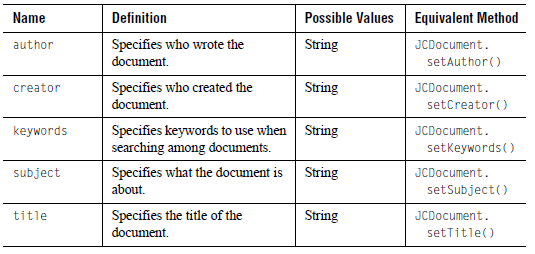 Name Definition Possible Values Equivalent Method
author Specifies who wrote the String JCDocument.
document. setAuthor()
creator Specifies who created the String JCDocument.
document. setCreator()
keywords Specifies keywords to use when String JCDocument.
searching among documents. setKeywords()
subject Specifies what the document is String JCDocument.
about. setSubject()
title Specifies the title of the String JCDocument.
document. setTitle()